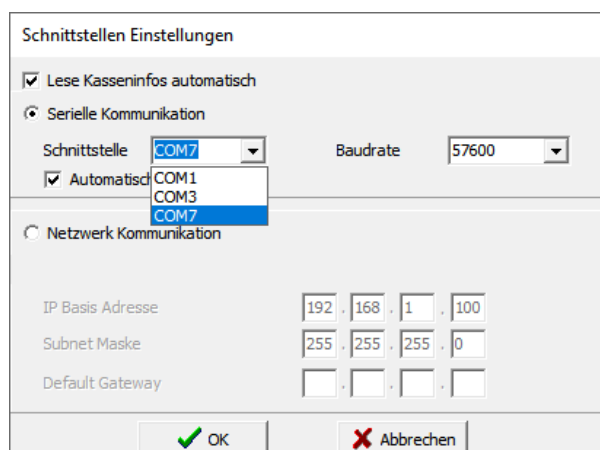 Schnittstellen Einstellungen
Lese Kasseninfos automatisch
Serielle Kommunikation
Schnittstelle COM7 Baudrate 57600
Automatisch
COM1
COM3
COM7
Netzwerk Kommunikation
IP Basis Adresse 192 . 168 . 1 . 100
Subnet Maske 255 . 255 . 255 . 0
Default Gateway . . .
OK Abbrechen